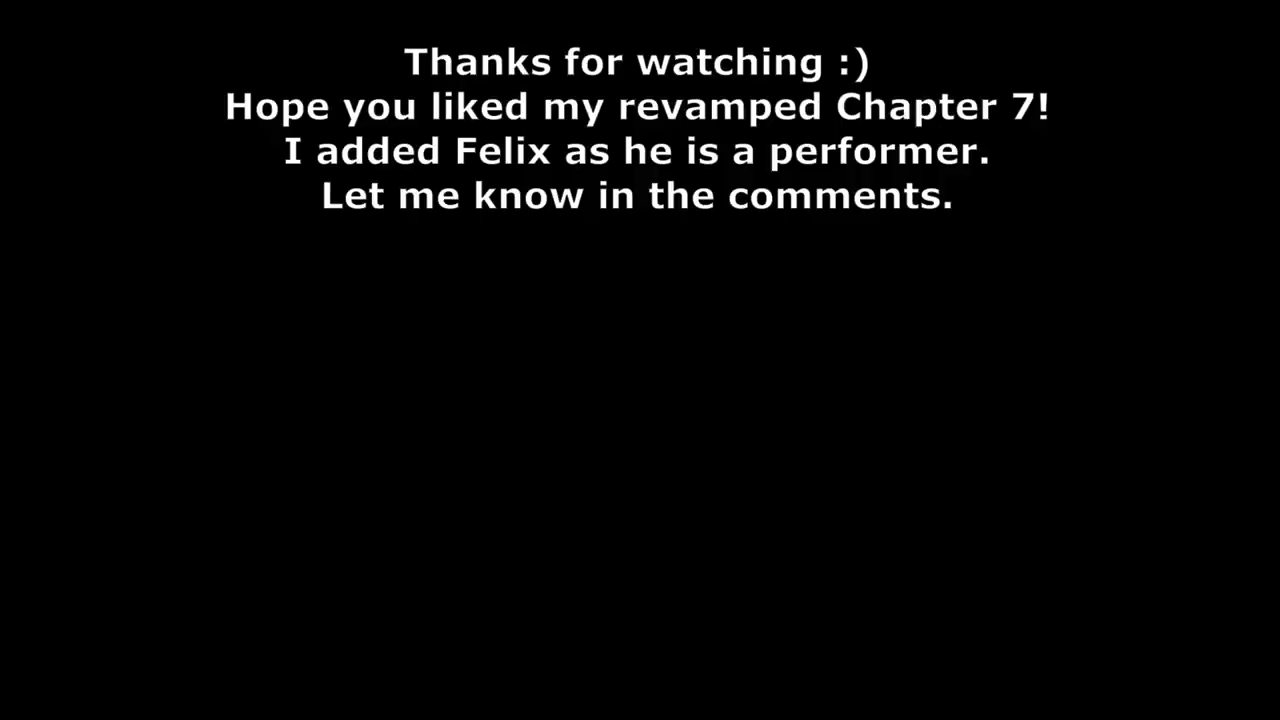 Thanks for watching :)
Hope you liked my revamped Chapter 7!
I added Felix as he is a performer.
Let me know in the comments.